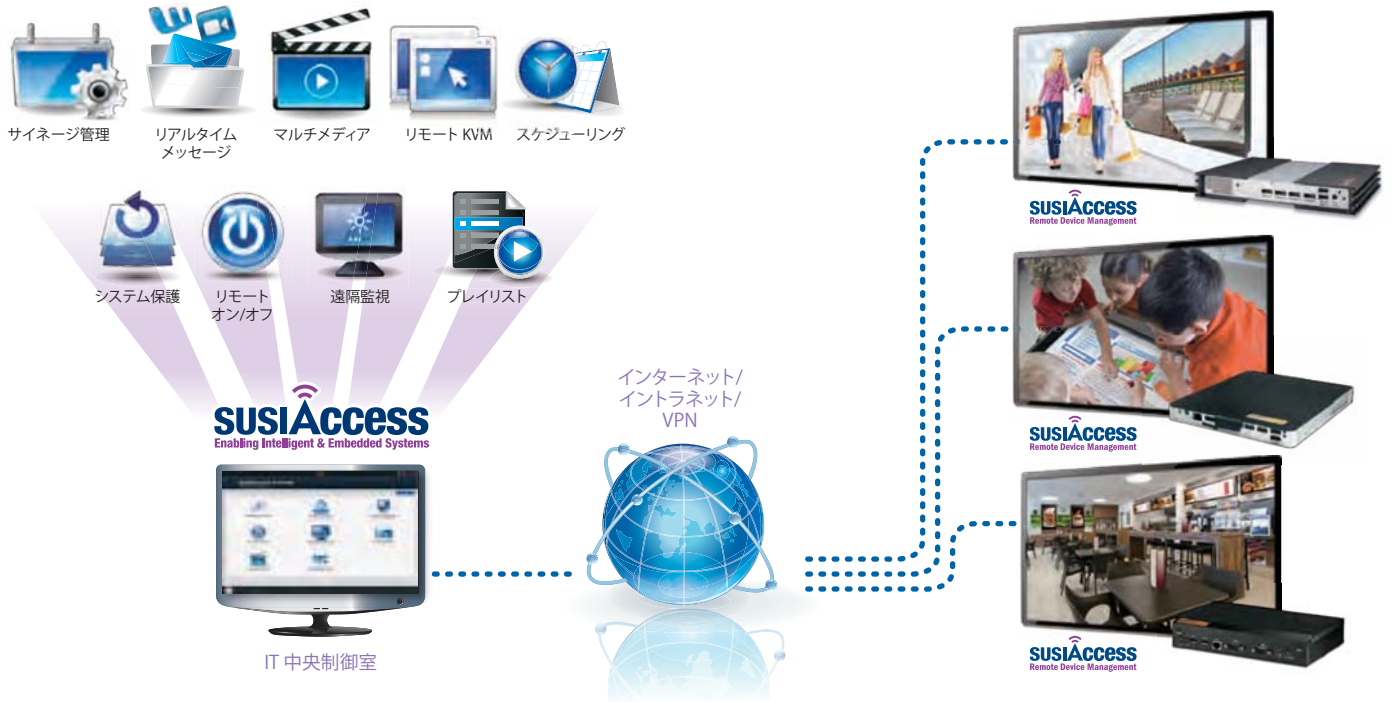 サイネージ管理
リアルタイム
メッセージ
マルチメディア
リモート KVM
スケジューリング
システム保護
リモート
オン/オフ
遠隔監視
プレイリスト
SUSIACCESS
Enabling Intelligent & Embedded Systems
IT 中央制御室
インターネット/
イントラネット/
VPN
SUSIACCESS
Remote Device Management
SUSIACCESS
Remote Device Management
SUSIACCESS
Remote Device Management